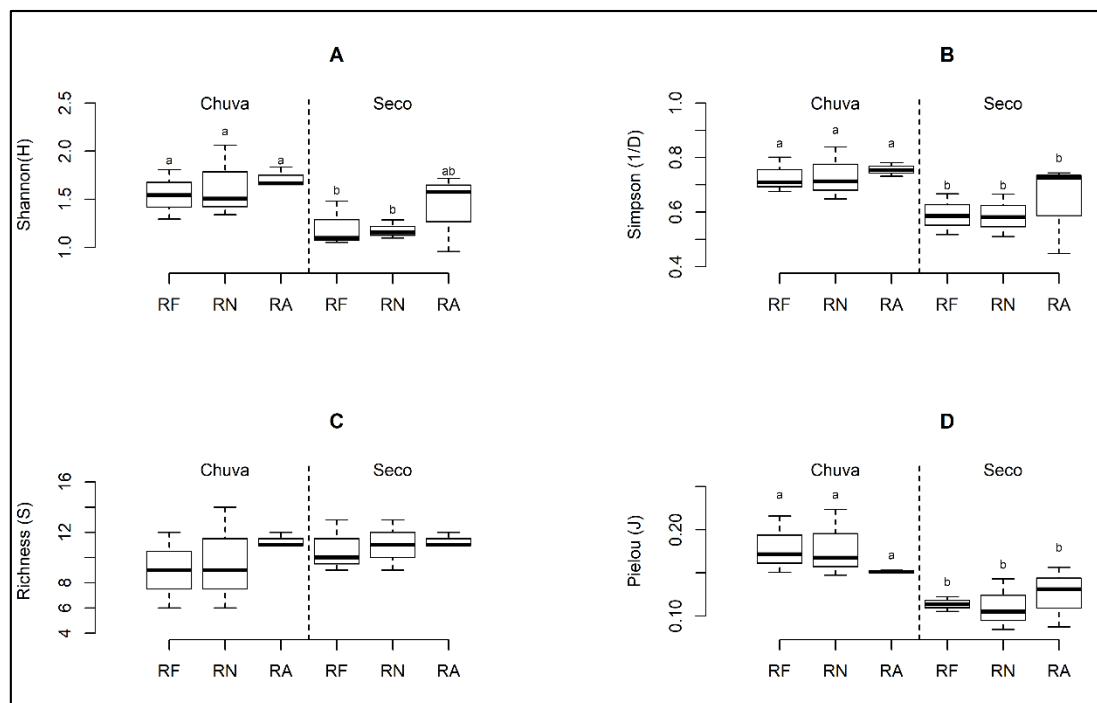 A
Chuva Seco
Shannon(H)
2.5
2.0
1.5
1.0
a a a b b ab
RF RN RA RF RN RA
B
Chuva Seco
Simpson (1/D)
1.0
0.8
0.6
0.4
a a a b b b
RF RN RA RF RN RA
C
Chuva Seco
Richness (S)
16
12
8
6
4
RF RN RA RF RN RA
D
Chuva Seco
Pielou (J)
0.20
0.10
a a a b b b
RF RN RA RF RN RA